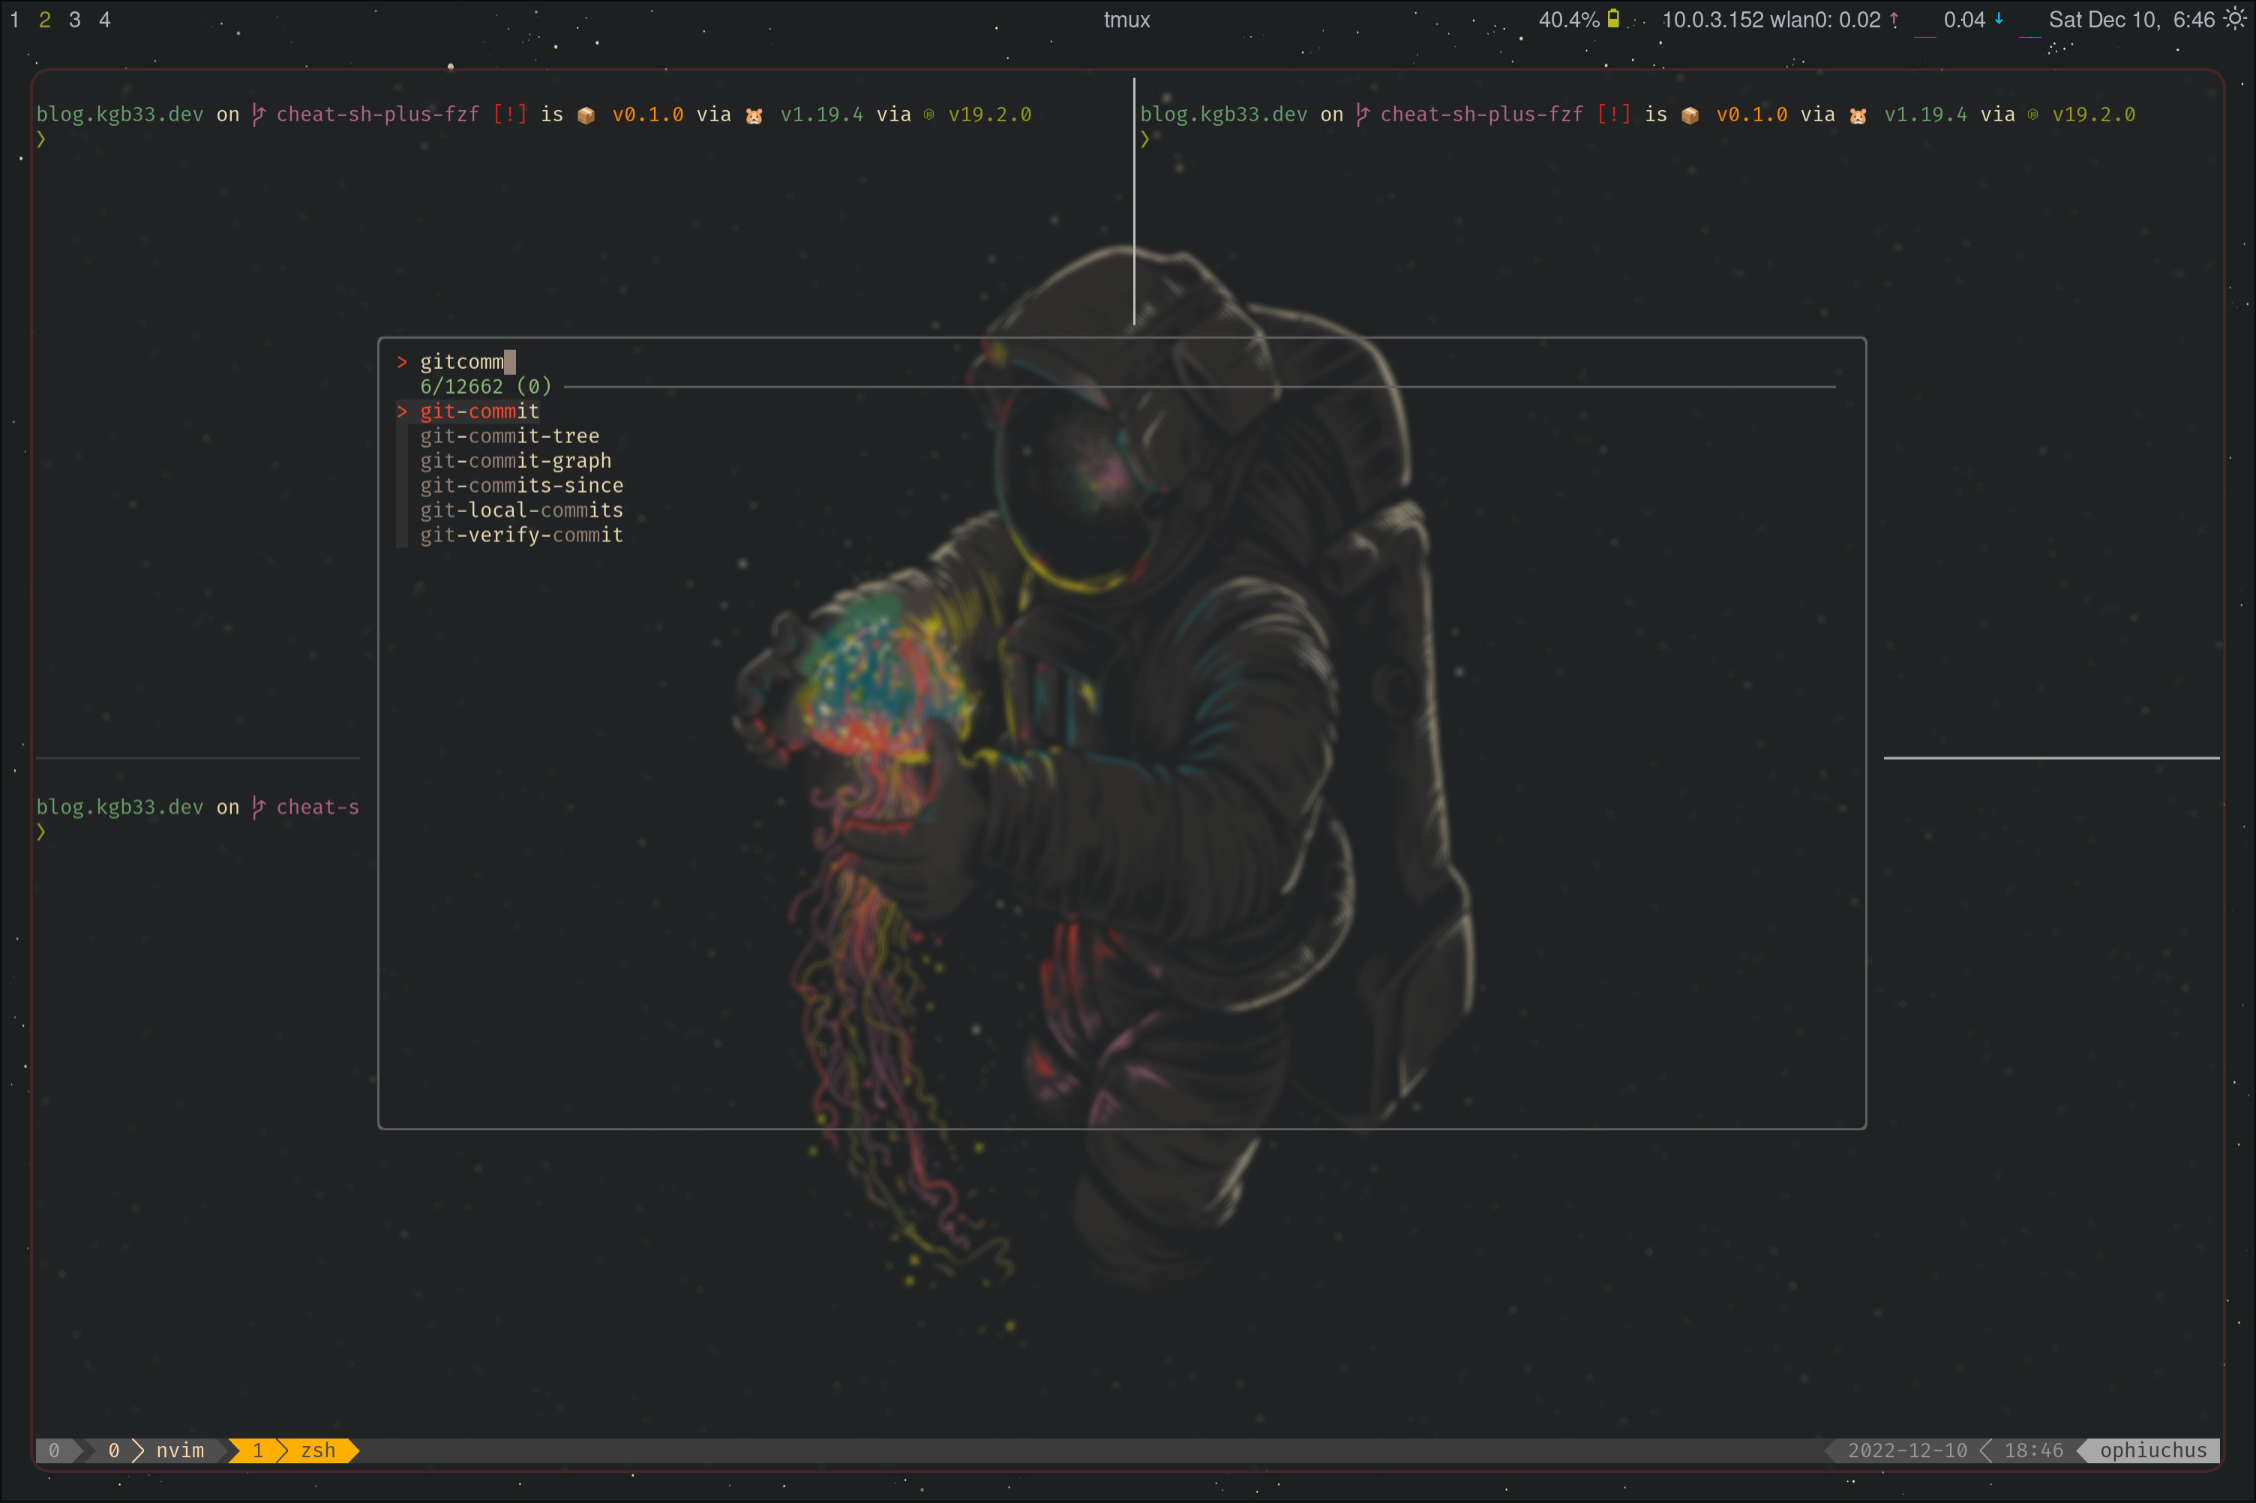 1 2 3 4 tmux 40.4% 10.0.3.152 wlan0: 0.02 ↑ __ 0.04 ↓ __ Sat Dec 10, 6:46
blog.kgb33.dev on cheat-sh-plus-fzf [!] is 📦 v0.1.0 via 🐹 v1.19.4 via v19.2.0
❯
blog.kgb33.dev on cheat-sh-plus-fzf [!] is 📦 v0.1.0 via 🐹 v1.19.4 via v19.2.0
❯
> gitcomm
6/12662 (0)
> git-commit
git-commit-tree
git-commit-graph
git-commits-since
git-local-commits
git-verify-commit
blog.kgb33.dev on cheat-s
❯
0 0 nvim 1 zsh 2022-12-10 18:46 ophiuchus